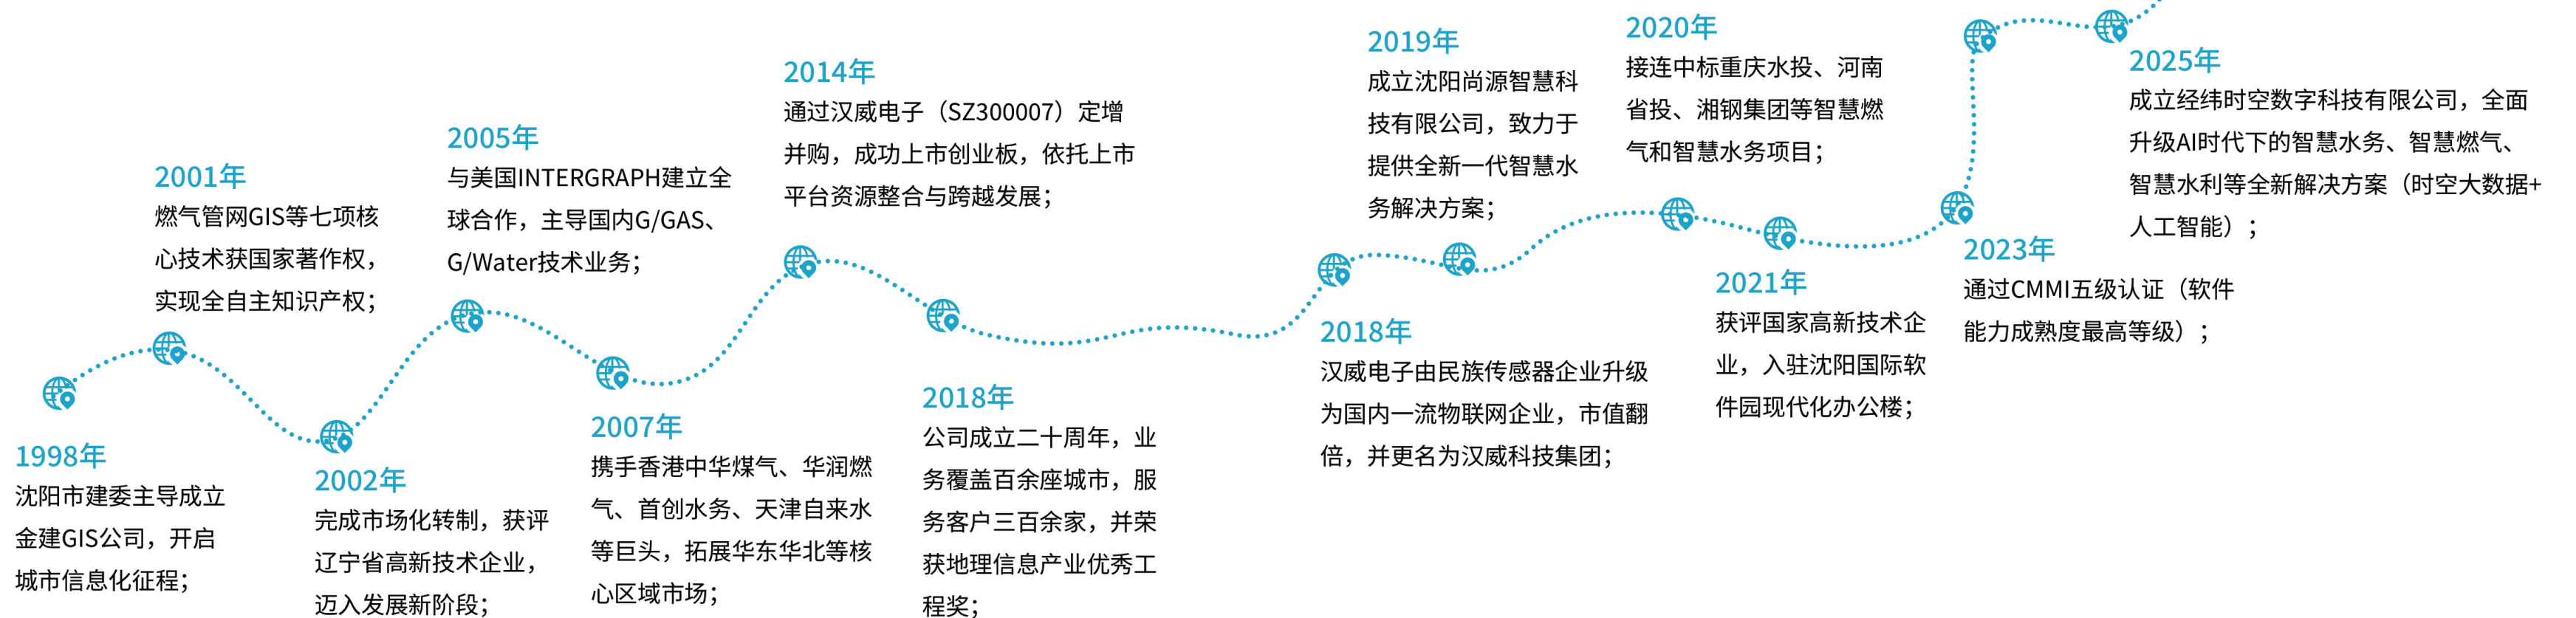 1998年
沈阳市建委主导成立
金建GIS公司，开启
城市信息化征程；
2001年
燃气管网GIS等七项核
心技术获国家著作权，
实现全自主知识产权；
2002年
完成市场化转制，获评
辽宁省高新技术企业，
迈入发展新阶段；
2005年
与美国INTERGRAPH建立全
球合作，主导国内G/GAS、
G/Water技术业务；
2007年
携手香港中华煤气、华润燃
气、首创水务、天津自来水
等巨头，拓展华东华北等核
心区域市场；
2014年
通过汉威电子（SZ300007）定增
并购，成功上市创业板，依托上市
平台资源整合与跨越发展；
2018年
公司成立二十周年，业
务覆盖百余座城市，服
务客户三百余家，并荣
获地理信息产业优秀工
程奖；
2018年
汉威电子由民族传感器企业升级
为国内一流物联网企业，市值翻
倍，并更名为汉威科技集团；
2019年
成立沈阳尚源智慧科
技有限公司，致力于
提供全新一代智慧水
务解决方案；
2020年
接连中标重庆水投、河南
省投、湘钢集团等智慧燃
气和智慧水务项目；
2021年
获评国家高新技术企
业，入驻沈阳国际软
件园现代化办公楼；
2023年
通过CMMI五级认证（软件
能力成熟度最高等级）；
2025年
成立经纬时空数字科技有限公司，全面
升级AI时代下的智慧水务、智慧燃气、
智慧水利等全新解决方案（时空大数据+
人工智能）；